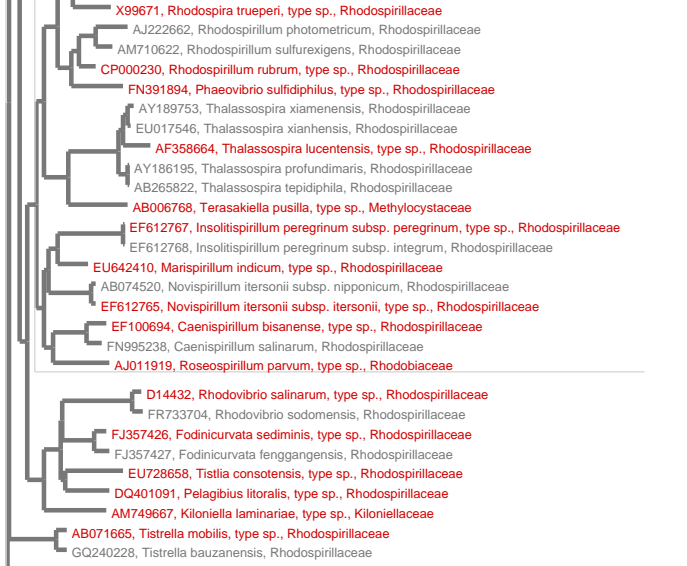 X99671, Rhodospira trueperi, type sp., Rhodospirillaceae
AJ222662, Rhodospirillum photometricum, Rhodospirillaceae
AM710622, Rhodospirillum sulfurexigens, Rhodospirillaceae
CP000230, Rhodospirillum rubrum, type sp., Rhodospirillaceae
FN391894, Phaeovibrio sulfidiphilus, type sp., Rhodospirillaceae
AY189753, Thalassospira xiamenensis, Rhodospirillaceae
EU017546, Thalassospira xianhensis, Rhodospirillaceae
AF358664, Thalassospira lucentensis, type sp., Rhodospirillaceae
AY186195, Thalassospira profundimaris, Rhodospirillaceae
AB265822, Thalassospira tepidiphila, Rhodospirillaceae
AB006768, Terasakiella pusilla, type sp., Methylocystaceae
EF612767, Insolitispirillum peregrinum subsp. peregrinum, type sp., Rhodospirillaceae
EF612768, Insolitispirillum peregrinum subsp. integrum, Rhodospirillaceae
EU642410, Marispirillum indicum, type sp., Rhodospirillaceae
AB074520, Novispirillum itersonii subsp. nipponicum, Rhodospirillaceae
EF612765, Novispirillum itersonii subsp. itersonii, type sp., Rhodospirillaceae
EF100694, Caenispirillum bisanense, type sp., Rhodospirillaceae
FN995238, Caenispirillum salinarum, Rhodospirillaceae
AJ011919, Roseospirillum parvum, type sp., Rhodobiaceae
D14432, Rhodovibrio salinarum, type sp., Rhodospirillaceae
FR733704, Rhodovibrio sodomensis, Rhodospirillaceae
FJ357426, Fodinicurvata sediminis, type sp., Rhodospirillaceae
FJ357427, Fodinicurvata fenggangensis, Rhodospirillaceae
EU728658, Tistlia consotensis, type sp., Rhodospirillaceae
DQ401091, Pelagibius litoralis, type sp., Rhodospirillaceae
AM749667, Kiloniella laminariae, type sp., Kiloniellaceae
AB071665, Tistrella mobilis, type sp., Rhodospirillaceae
GQ240228, Tistrella bauzanensis, Rhodospirillaceae